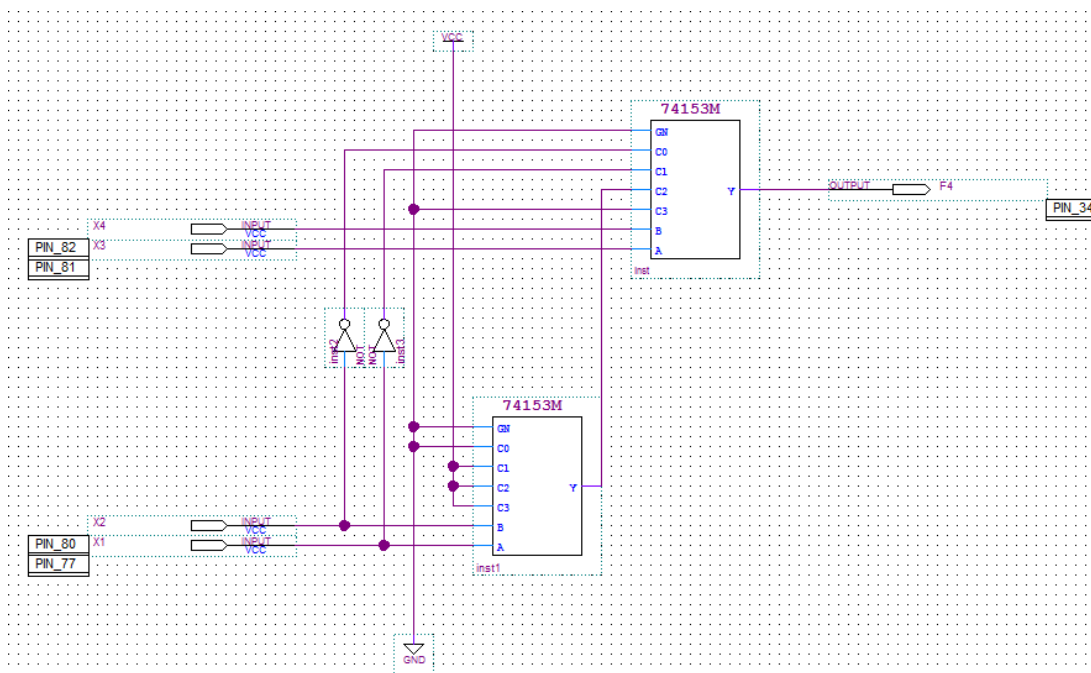 VCC
74153M
GN
C0
C1
C2
C3
B
A
Y
inst
OUTPUT
F4
PIN_34
X4
INPUT
VCC
X3
INPUT
VCC
PIN_82
PIN_81
inst2
NOT
NOT
inst3
74153M
GN
C0
C1
C2
C3
B
A
Y
inst1
X2
INPUT
VCC
X1
INPUT
VCC
PIN_80
PIN_77
GND